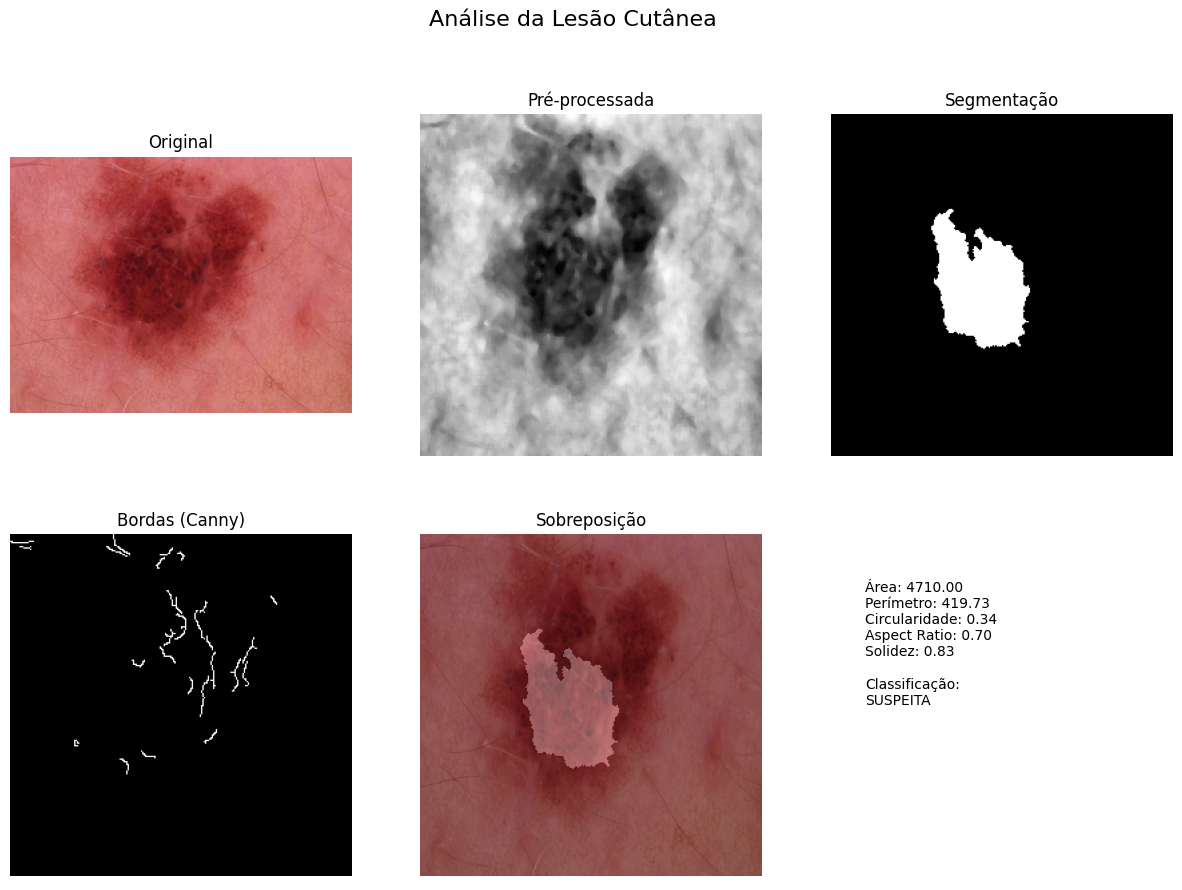 Análise da Lesão Cutânea
Original
Pré-processada
Segmentação
Bordas (Canny)
Sobreposição
Área: 4710.00
Perímetro: 419.73
Circularidade: 0.34
Aspect Ratio: 0.70
Solidez: 0.83
Classificação:
SUSPEITA